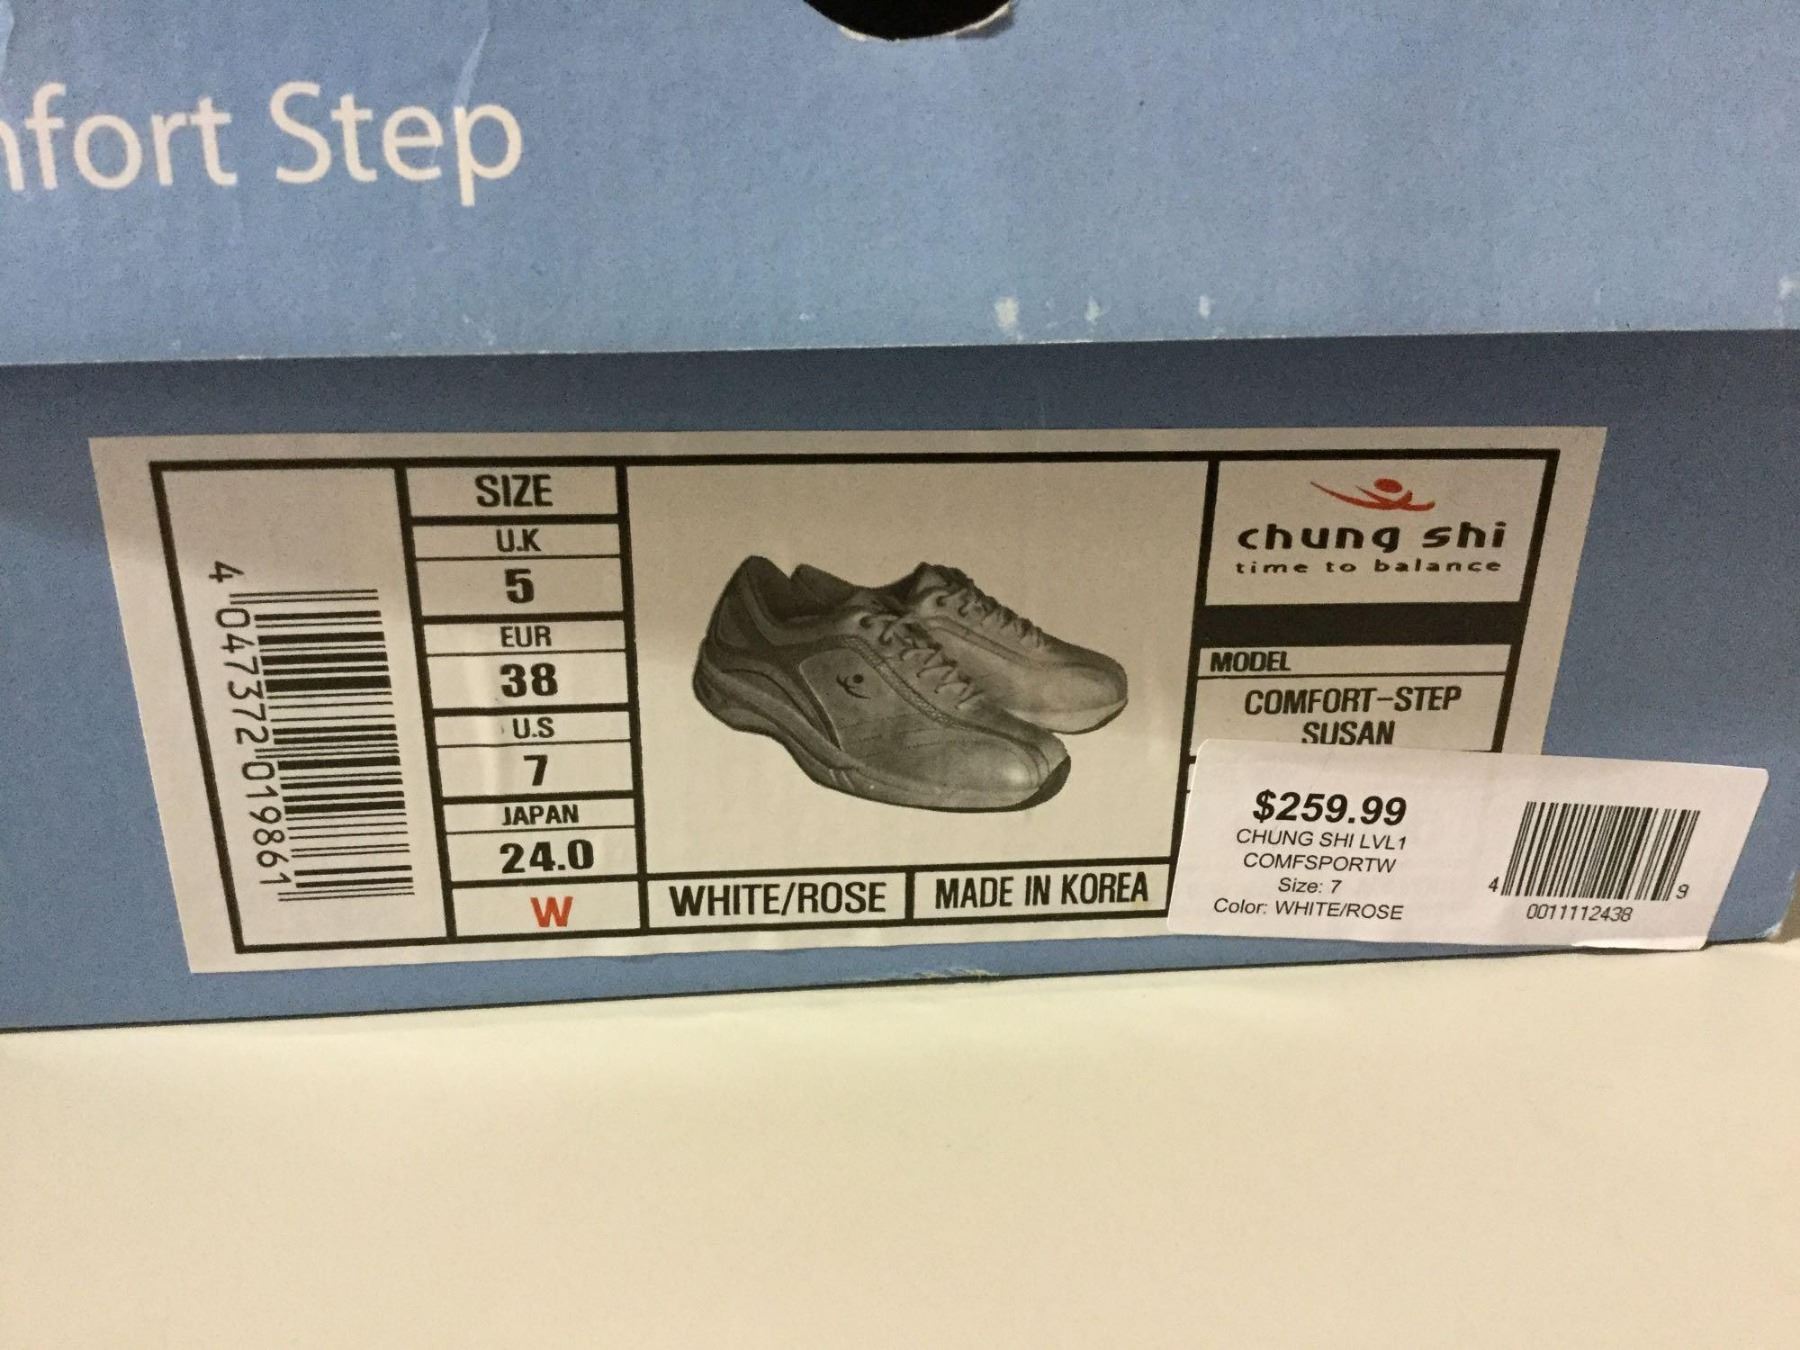 fort Step
4 047372 019861
SIZE
U.K
5
EUR
38
U.S
7
JAPAN
24.0
W
WHITE/ROSE
MADE IN KOREA
chung shi
time to balance
MODEL
COMFORT-STEP
SUSAN
$259.99
CHUNG SHI LVL1
COMFSPORTW
Size: 7
Color: WHITE/ROSE
4 0011112438 9